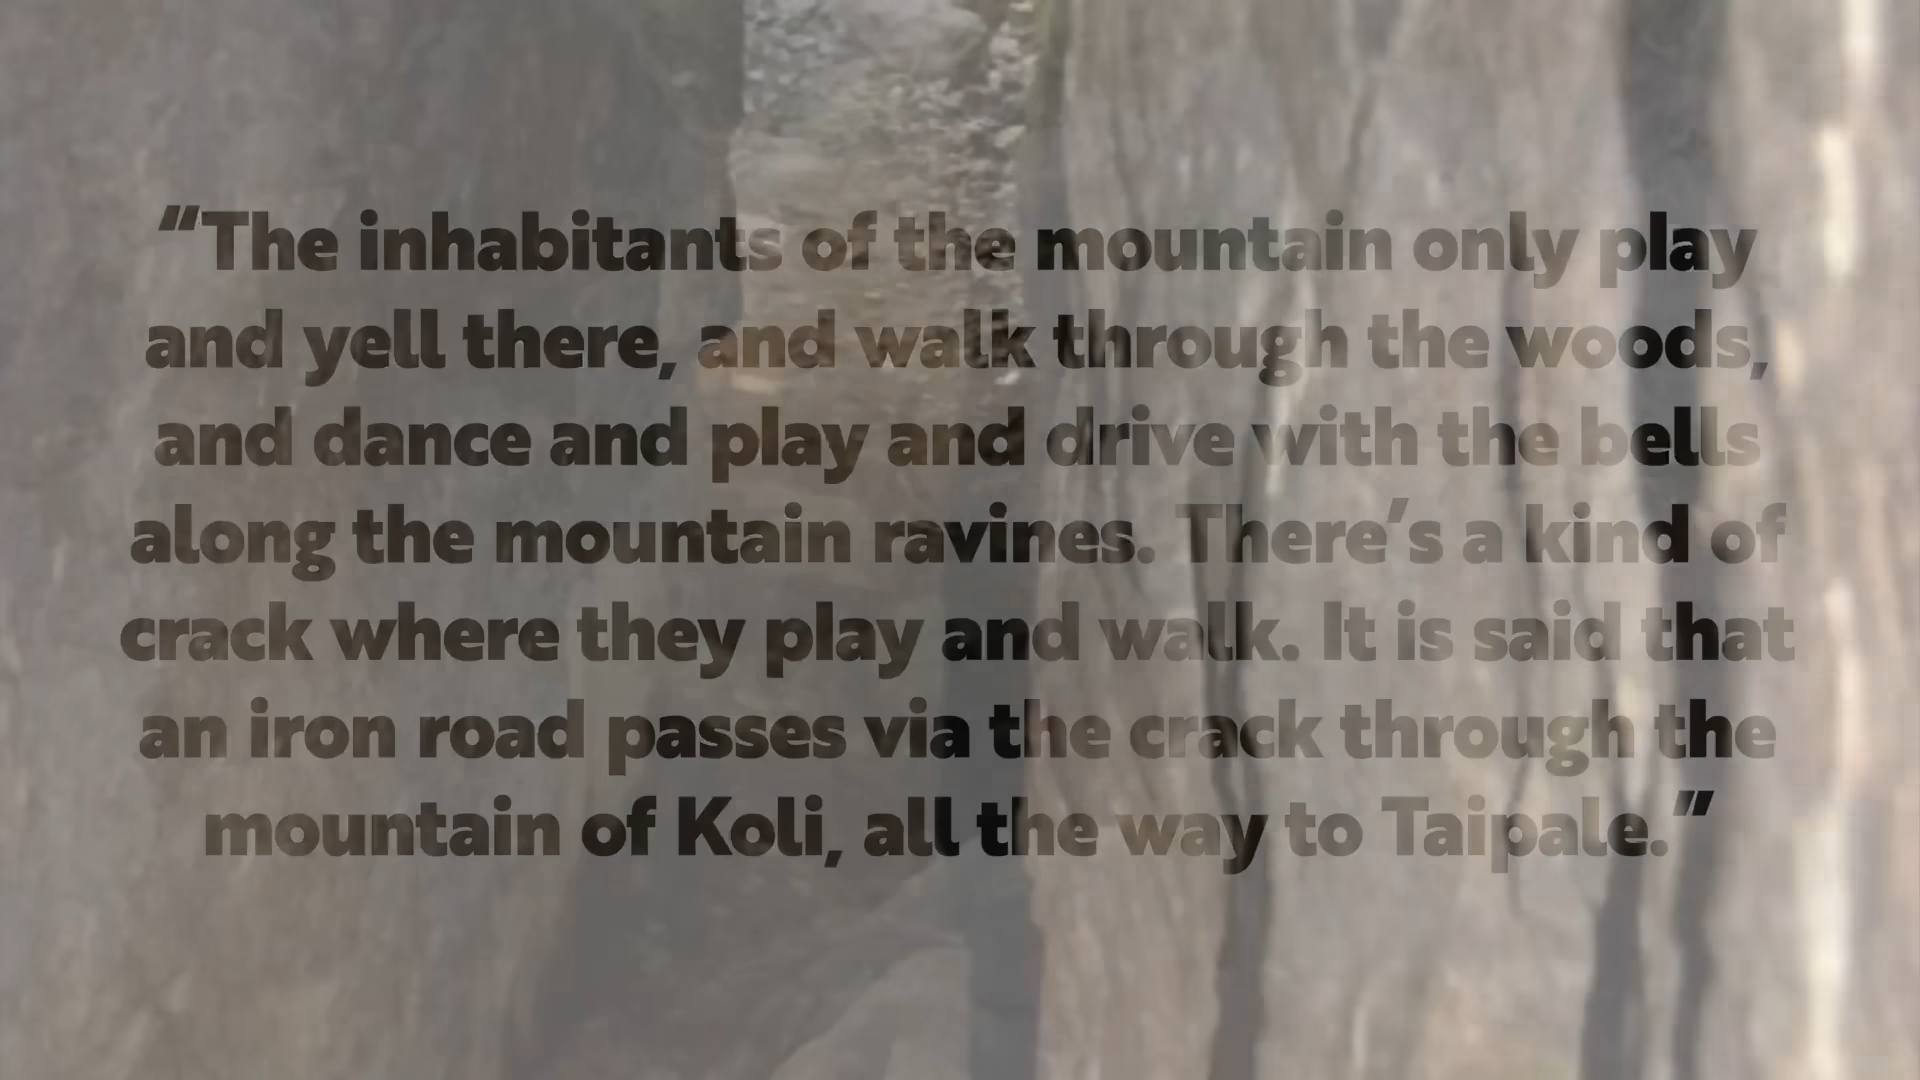 “The inhabitants of the mountain only play
and yell there, and walk through the woods,
and dance and play and drive with the bells
along the mountain ravines. There’s a kind of
crack where they play and walk. It is said that
an iron road passes via the crack through the
mountain of Koli, all the way to Taipale.”